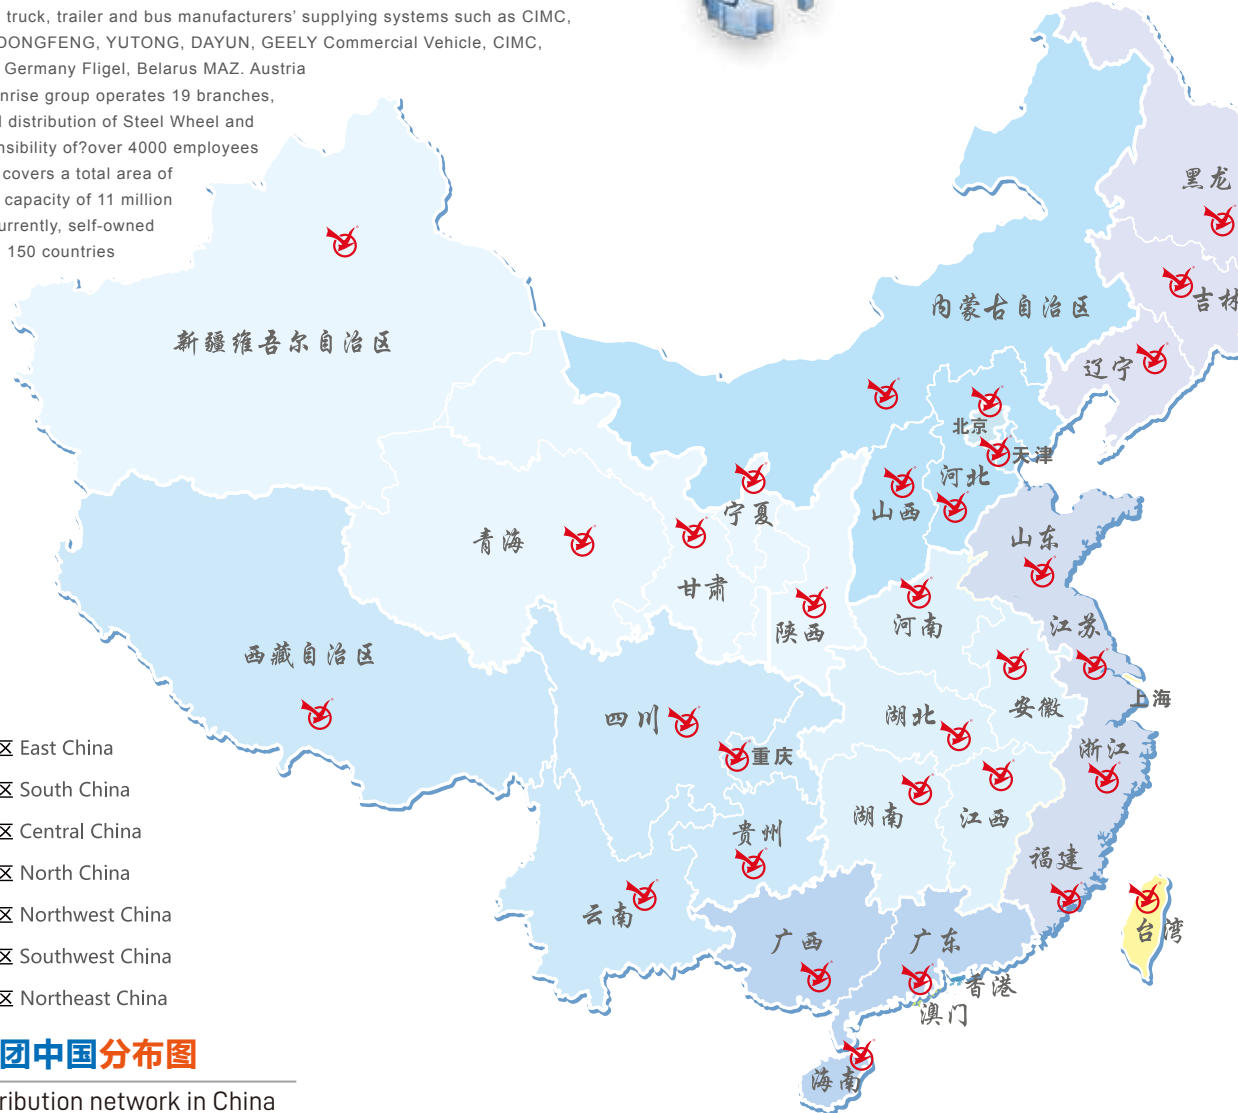 truck, trailer and bus manufacturers’ supplying systems such as CIMC,
DONGFENG, YUTONG, DAYUN, GEELY Commercial Vehicle, CIMC,
Germany Fligel, Belarus MAZ. Austria
nrise group operates 19 branches,
distribution of Steel Wheel and
nsibility of?over 4000 employees
covers a total area of
capacity of 11 million
urrently, self-owned
150 countries
黑龙
吉林
内蒙古自治区
新疆维吾尔自治区
辽宁
北京
天津
河北
宁夏
山西
青海
山东
甘肃
陕西
河南
江苏
西藏自治区
上海
安徽
四川
湖北
浙江
重庆
湖南
江西
贵州
福建
云南
台湾
广西
广东
香港
澳门
海南
区 East China
区 South China
区 Central China
区 North China
区 Northwest China
区 Southwest China
区 Northeast China
团中国分布图
ribution network in China